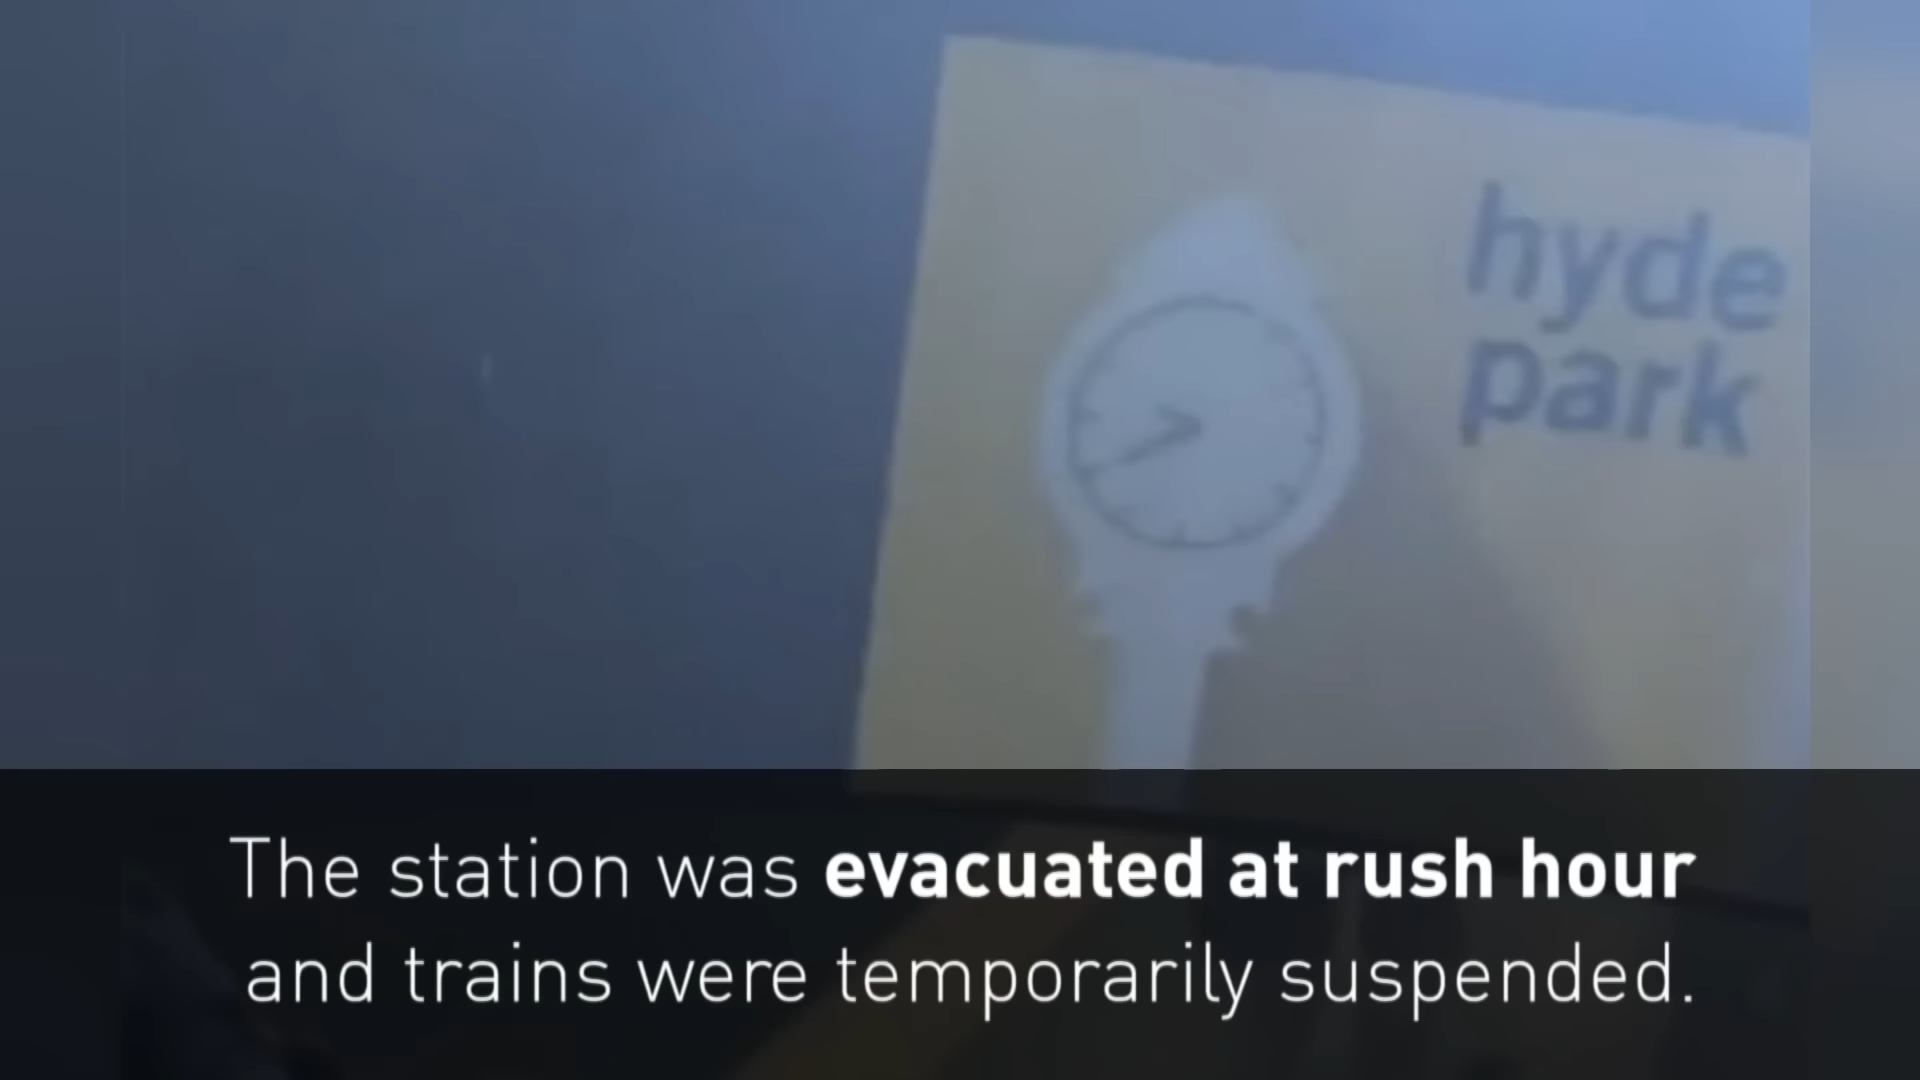 hyde
park
The station was evacuated at rush hour
and trains were temporarily suspended.